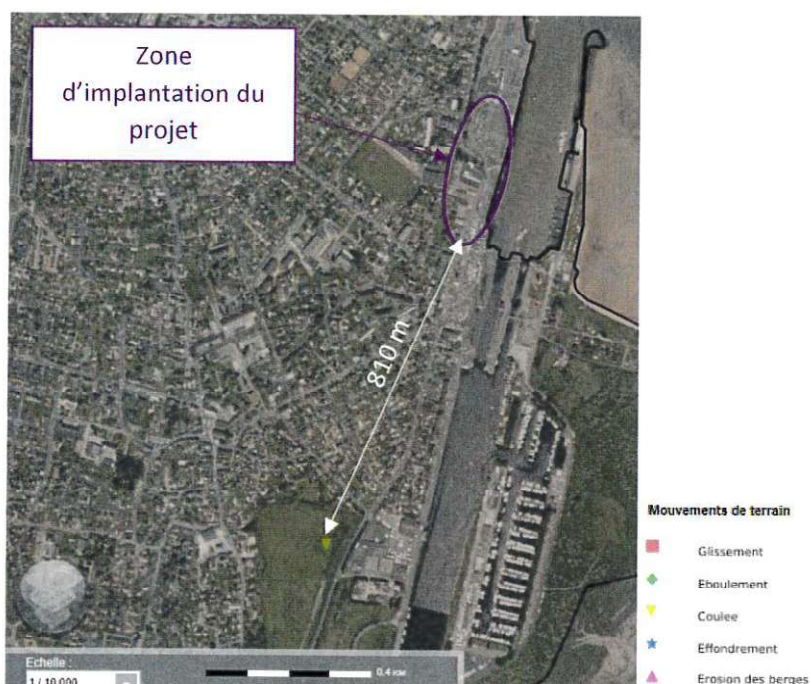 Zone
d'implantation du
projet
810 m
Mouvements de terrain
Glissement
Eboulement
Coulee
Effondrement
Erosion des berges
Echelle :
1 / 10 000
0.4 KM